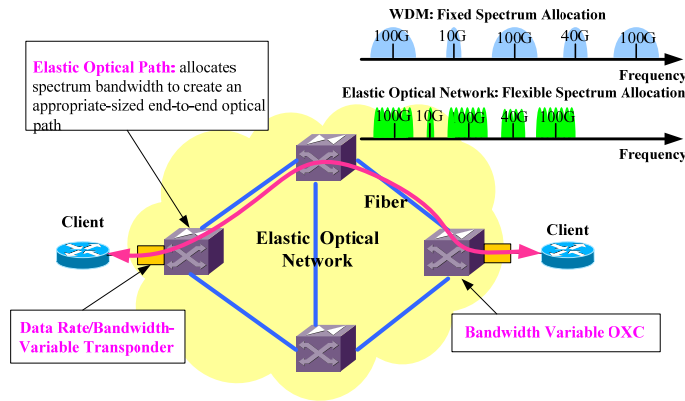 WDM: Fixed Spectrum Allocation
100G 10G 100G 40G 100G
Frequency
Elastic Optical Network: Flexible Spectrum Allocation
100G 10G 00G 40G 100G
Frequency
Elastic Optical Path: allocates
spectrum bandwidth to create an
appropriate-sized end-to-end optical
path
Fiber
Client
Client
Elastic Optical
Network
Data Rate/Bandwidth-
Variable Transponder
Bandwidth Variable OXC